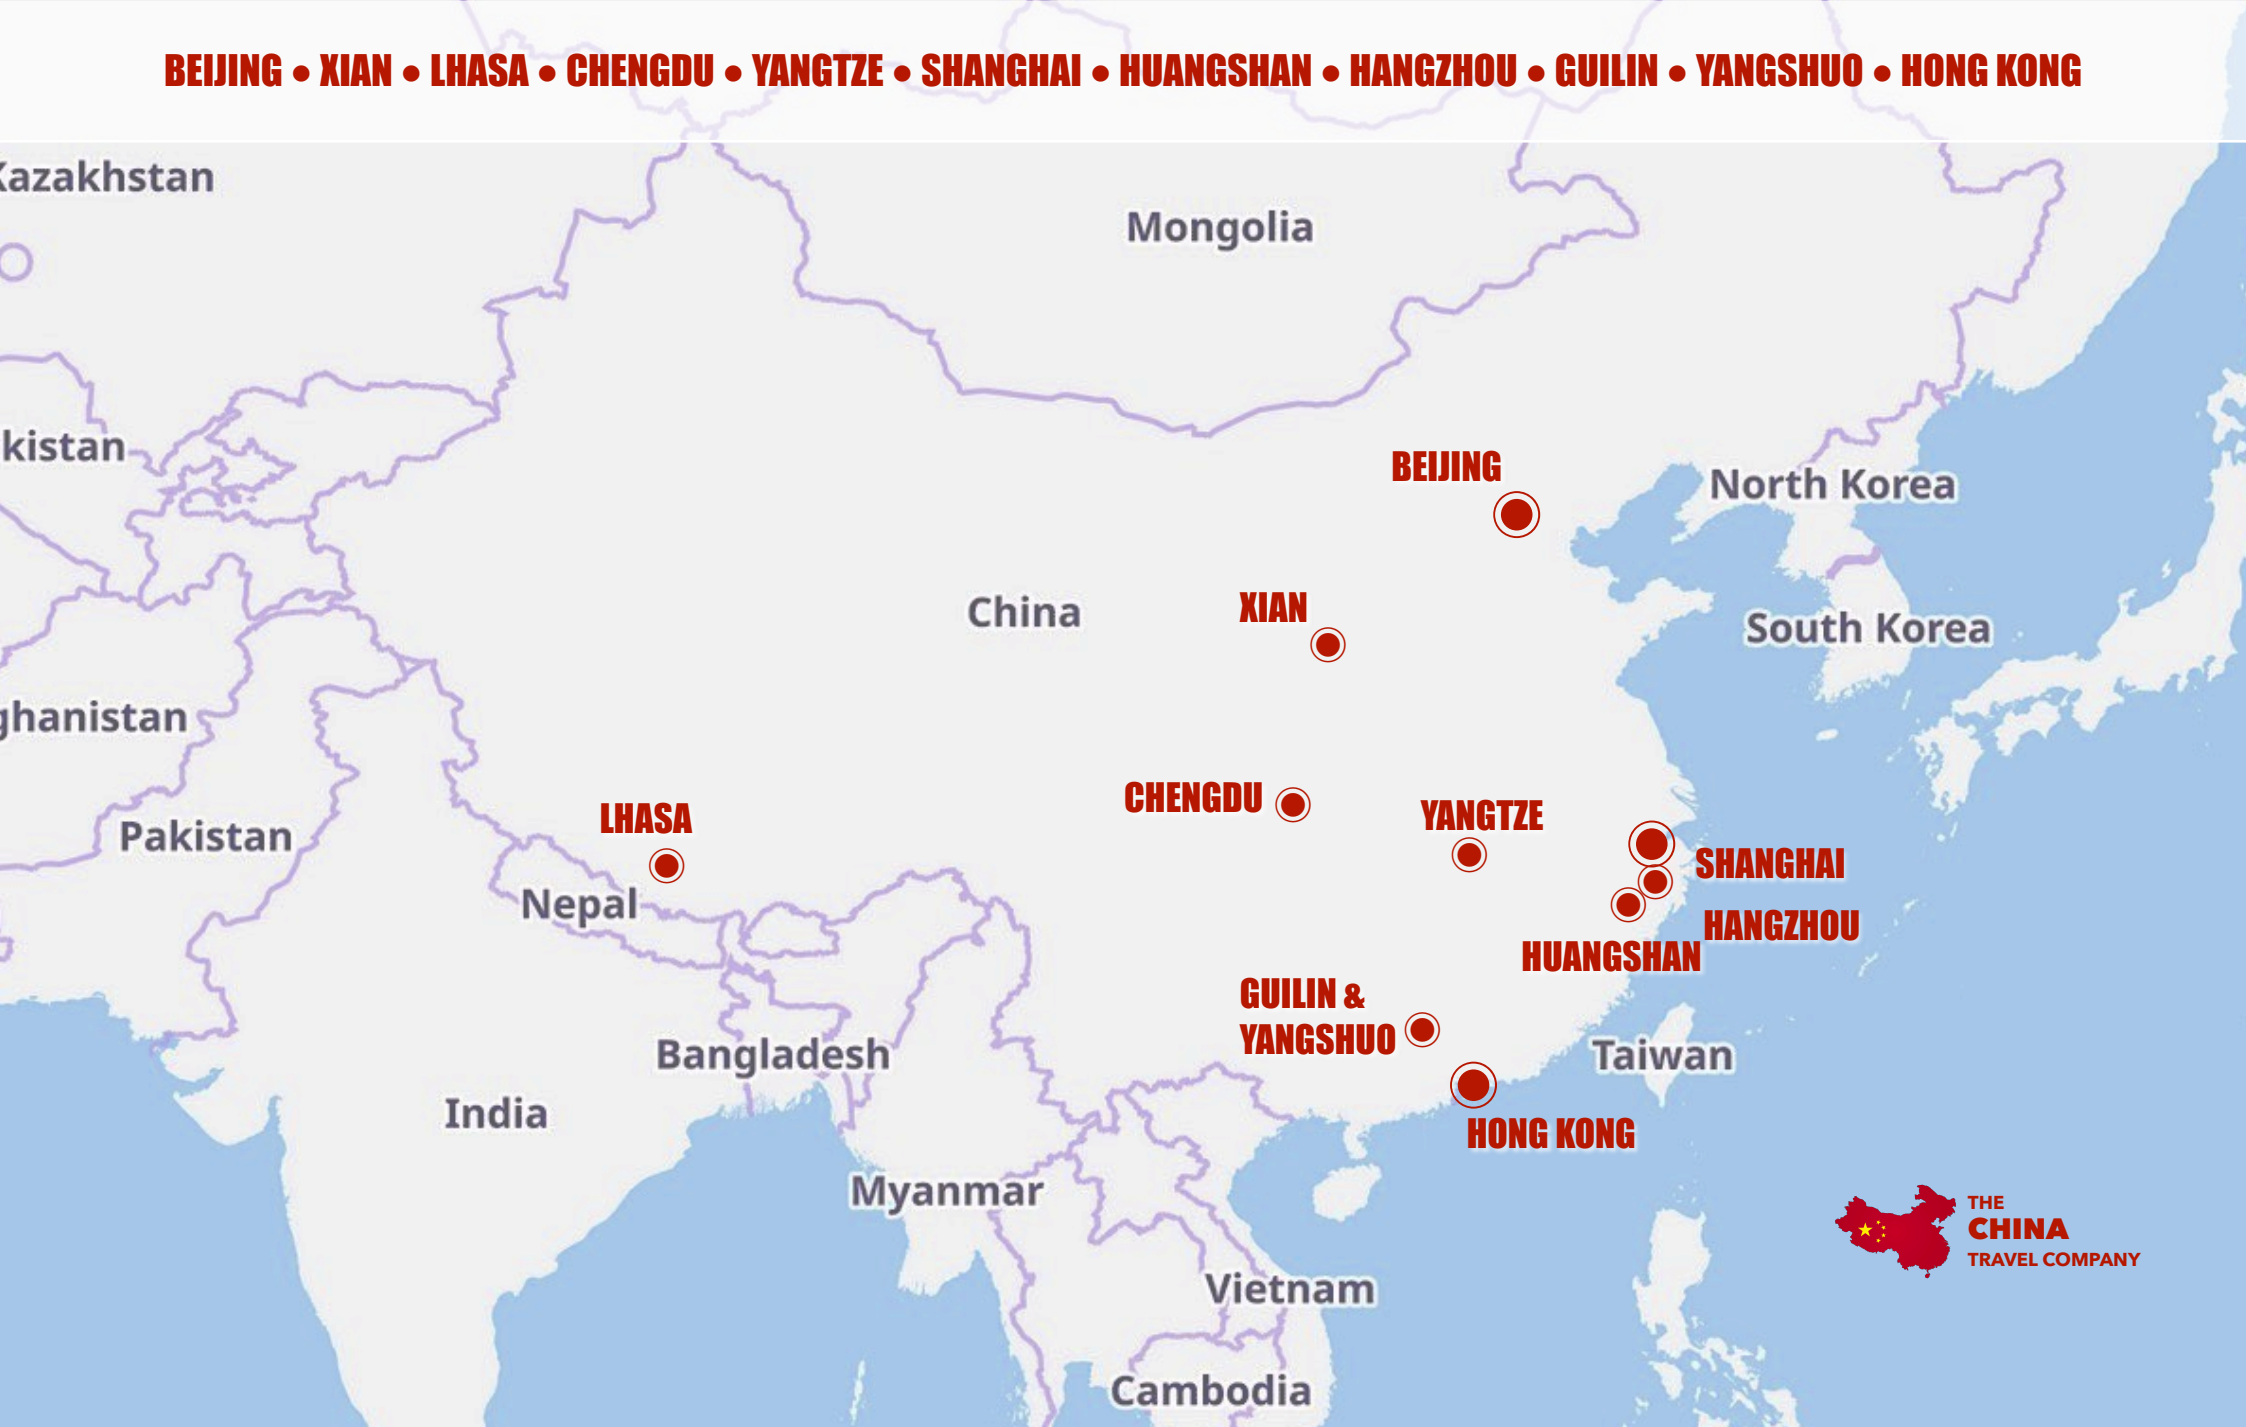 BEIJING • XIAN • LHASA • CHENGDU • YANGTZE • SHANGHAI • HUANGSHAN • HANGZHOU • GUILIN • YANGSHUO • HONG KONG
Kazakhstan
Mongolia
kistan
BEIJING
North Korea
China
XIAN
South Korea
ghanistan
Pakistan
LHASA
CHENGDU
YANGTZE
SHANGHAI
Nepal
HANGZHOU
HUANGSHAN
GUILIN &
YANGSHUO
Bangladesh
Taiwan
India
HONG KONG
Myanmar
Vietnam
Cambodia
THE
CHINA
TRAVEL COMPANY